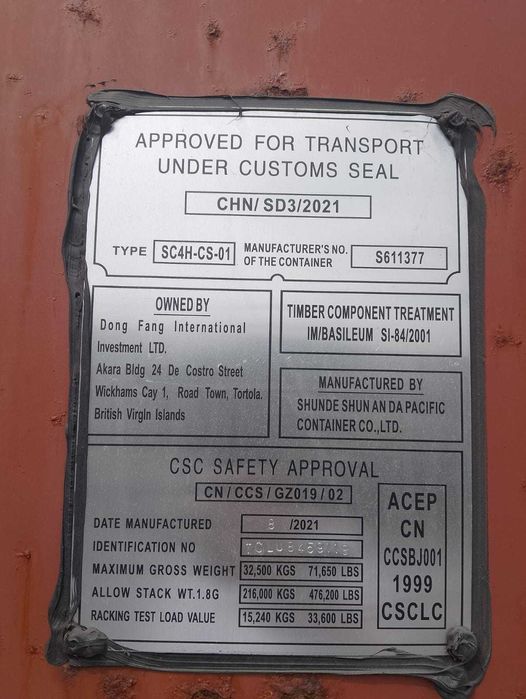 APPROVED FOR TRANSPORT
UNDER CUSTOMS SEAL
CHN/ SD3/2021
TYPE SC4H-CS-01 MANUFACTURER'S NO. OF THE CONTAINER S611377
OWNED BY
Dong Fang International
Investment LTD.
Akara Bldg 24 De Costro Street
Wickhams Cay 1, Road Town, Tortola.
British Virgin Islands
TIMBER COMPONENT TREATMENT
IM/BASILEUM SI-84/2001
MANUFACTURED BY
SHUNDE SHUN AN DA PACIFIC
CONTAINER CO.,LTD.
CSC SAFETY APPROVAL
CN/CCS/GZ019/02
DATE MANUFACTURED 8 /2021
IDENTIFICATION NO
MAXIMUM GROSS WEIGHT 32,500 KGS 71,650 LBS
ALLOW STACK WT.1.8G 216,000 KGS 476,200 LBS
RACKING TEST LOAD VALUE 15,240 KGS 33,600 LBS
ACEP
CN
CCSBJ001
1999
CSCLC